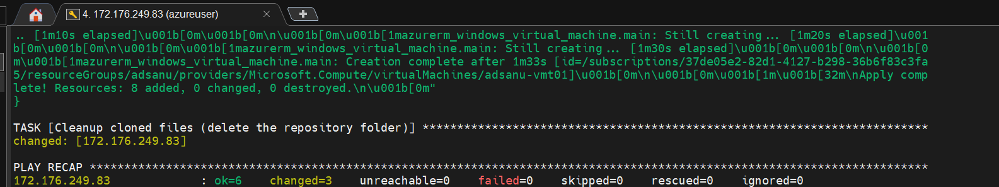 4. 172.176.249.83 (azureuser)
.. [1m10s elapsed]\u001b[0m\u001b[0m\n\u001b[0m\u001b[1mazurerm_windows_virtual_machine.main: Still creating... [1m20s elapsed]\u001
b[0m\u001b[0m\n\u001b[0m\u001b[1mazurerm_windows_virtual_machine.main: Still creating... [1m30s elapsed]\u001b[0m\u001b[0m\n\u001b[0
m\u001b[1mazurerm_windows_virtual_machine.main: Creation complete after 1m33s [id=/subscriptions/37de05e2-82d1-4127-b298-36b6f83c3fa
5/resourceGroups/adsanu/providers/Microsoft.Compute/virtualMachines/adsanu-vmt01]\u001b[0m\n\u001b[0m\u001b[1m\u001b[32m\nApply comp
lete! Resources: 8 added, 0 changed, 0 destroyed.\n\u001b[0m"
}
TASK [Cleanup cloned files (delete the repository folder)] *************************************************************************
changed: [172.176.249.83]
PLAY RECAP *************************************************************************************************************************
172.176.249.83 : ok=6 changed=3 unreachable=0 failed=0 skipped=0 rescued=0 ignored=0